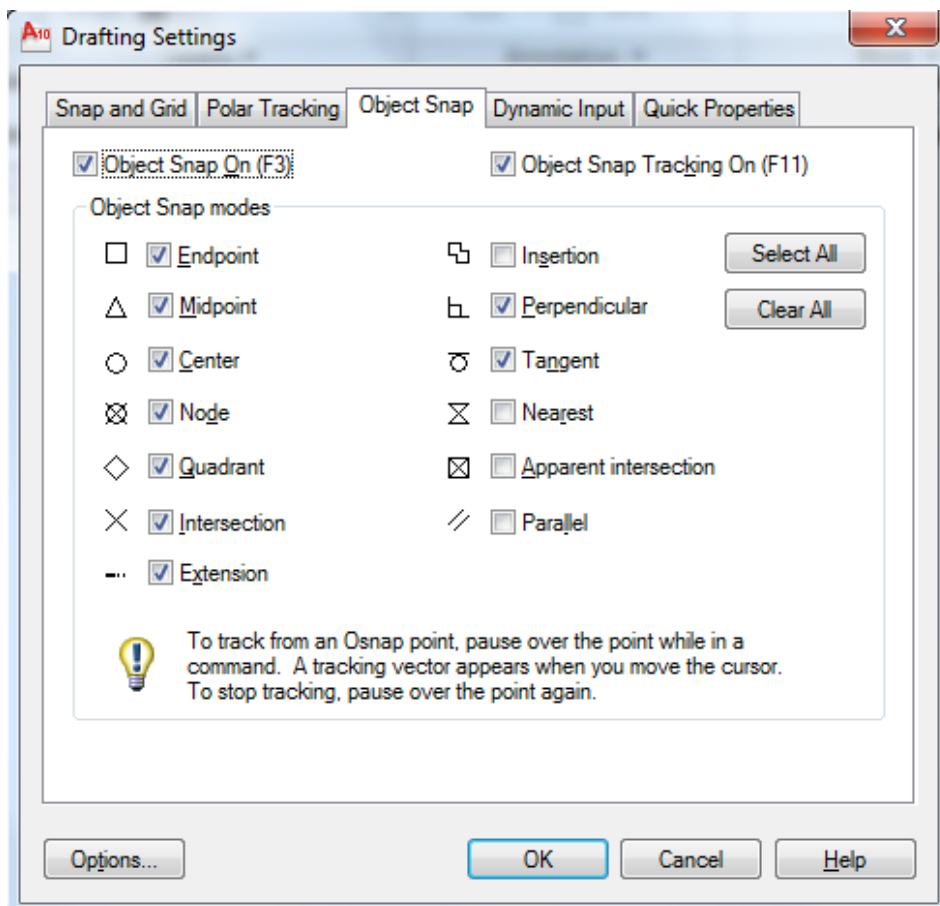 A10 Drafting Settings
Snap and Grid Polar Tracking Object Snap Dynamic Input Quick Properties
Object Snap On (F3) Object Snap Tracking On (F11)
Object Snap modes
Endpoint Insertion Select All
Midpoint Perpendicular Clear All
Center Tangent
Node Nearest
Quadrant Apparent intersection
Intersection Parallel
Extension
To track from an Osnap point, pause over the point while in a
command. A tracking vector appears when you move the cursor.
To stop tracking, pause over the point again.
Options... OK Cancel Help